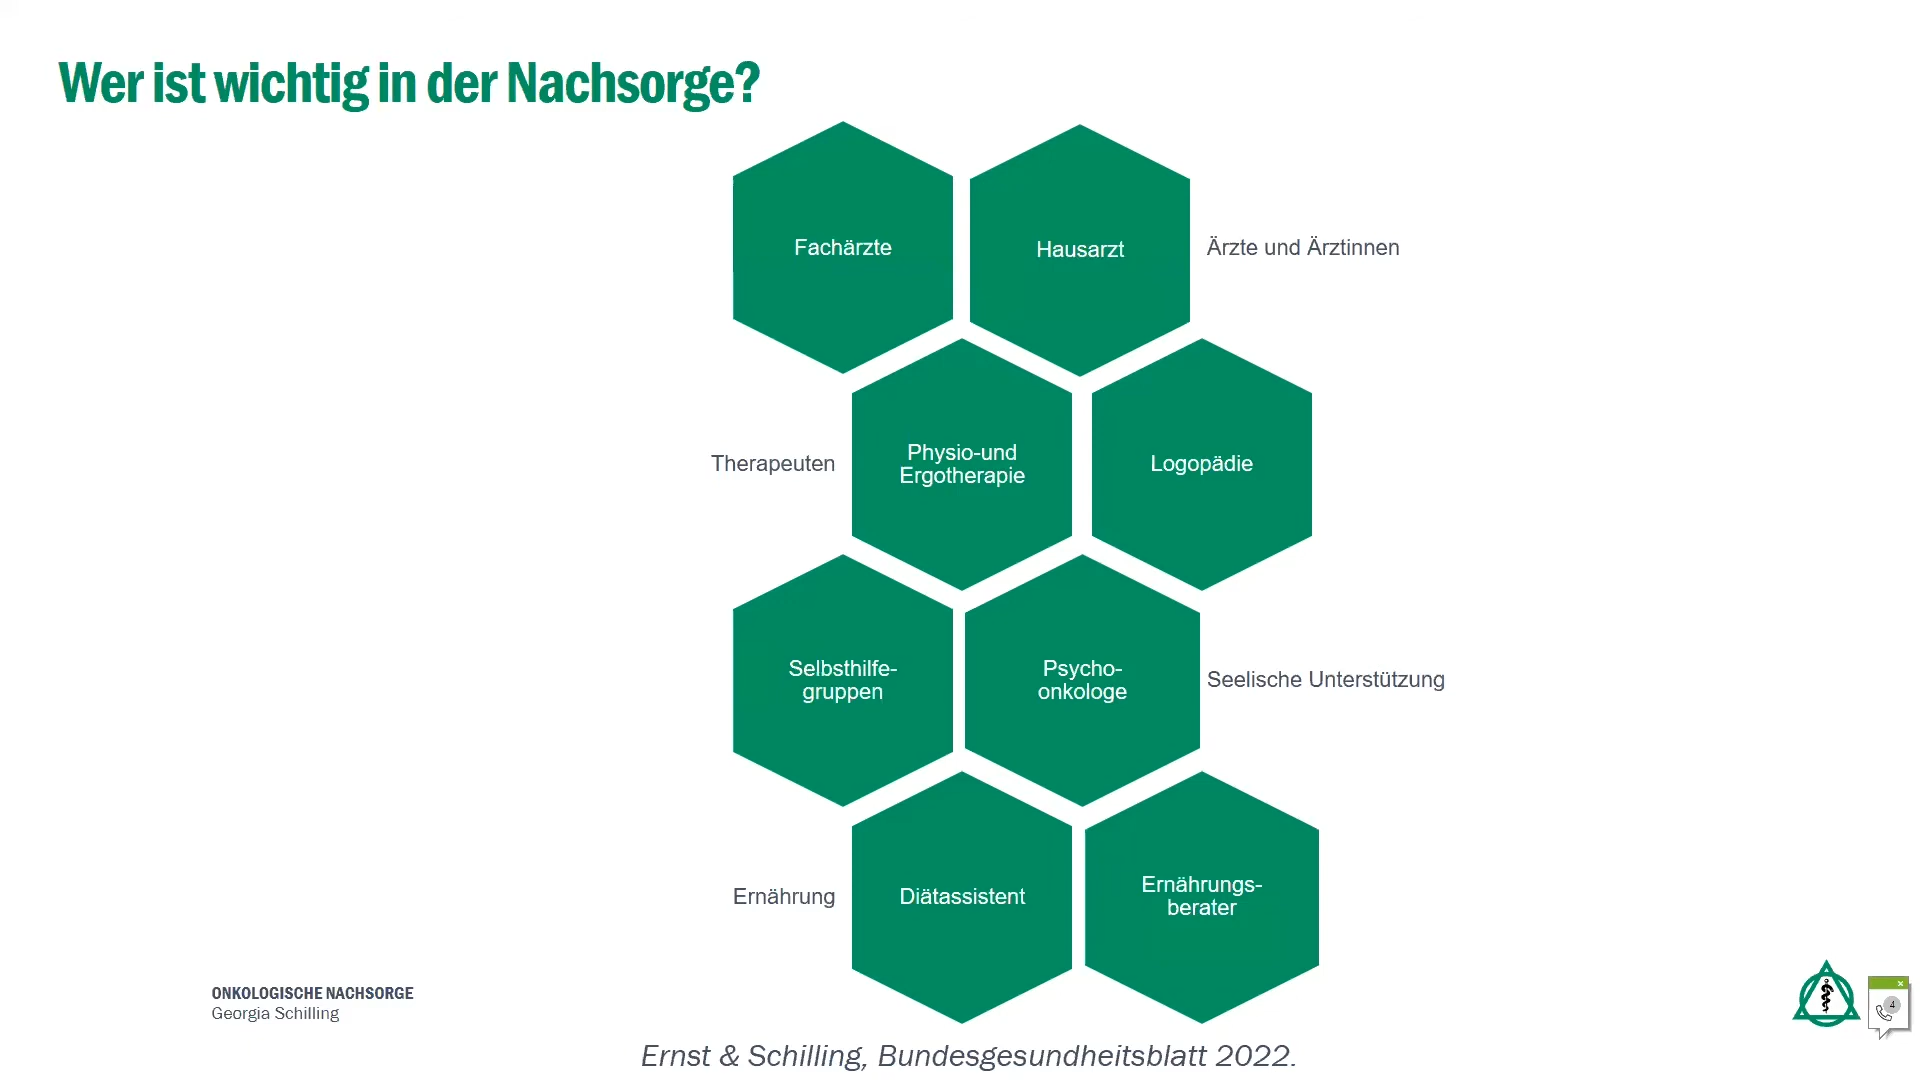 Wer ist wichtig in der Nachsorge?
Fachärzte
Hausarzt
Ärzte und Ärztinnen
Therapeuten
Physio-und
Ergotherapie
Logopädie
Selbsthilfe-
gruppen
Psycho-
onkologe
Seelische Unterstützung
Ernährung
Diätassistent
Ernährungs-
berater
ONKOLOGISCHE NACHSORGE
Georgia Schilling
4
Ernst & Schilling, Bundesgesundheitsblatt 2022.